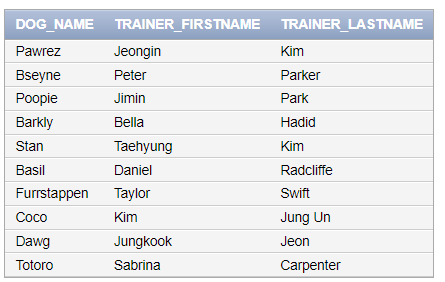 DOG_NAME TRAINER_FIRSTNAME TRAINER_LASTNAME
Pawrez Jeongin Kim
Bseyne Peter Parker
Poopie Jimin Park
Barkly Bella Hadid
Stan Taehyung Kim
Basil Daniel Radcliffe
Furrstappen Taylor Swift
Coco Kim Jung Un
Dawg Jungkook Jeon
Totoro Sabrina Carpenter